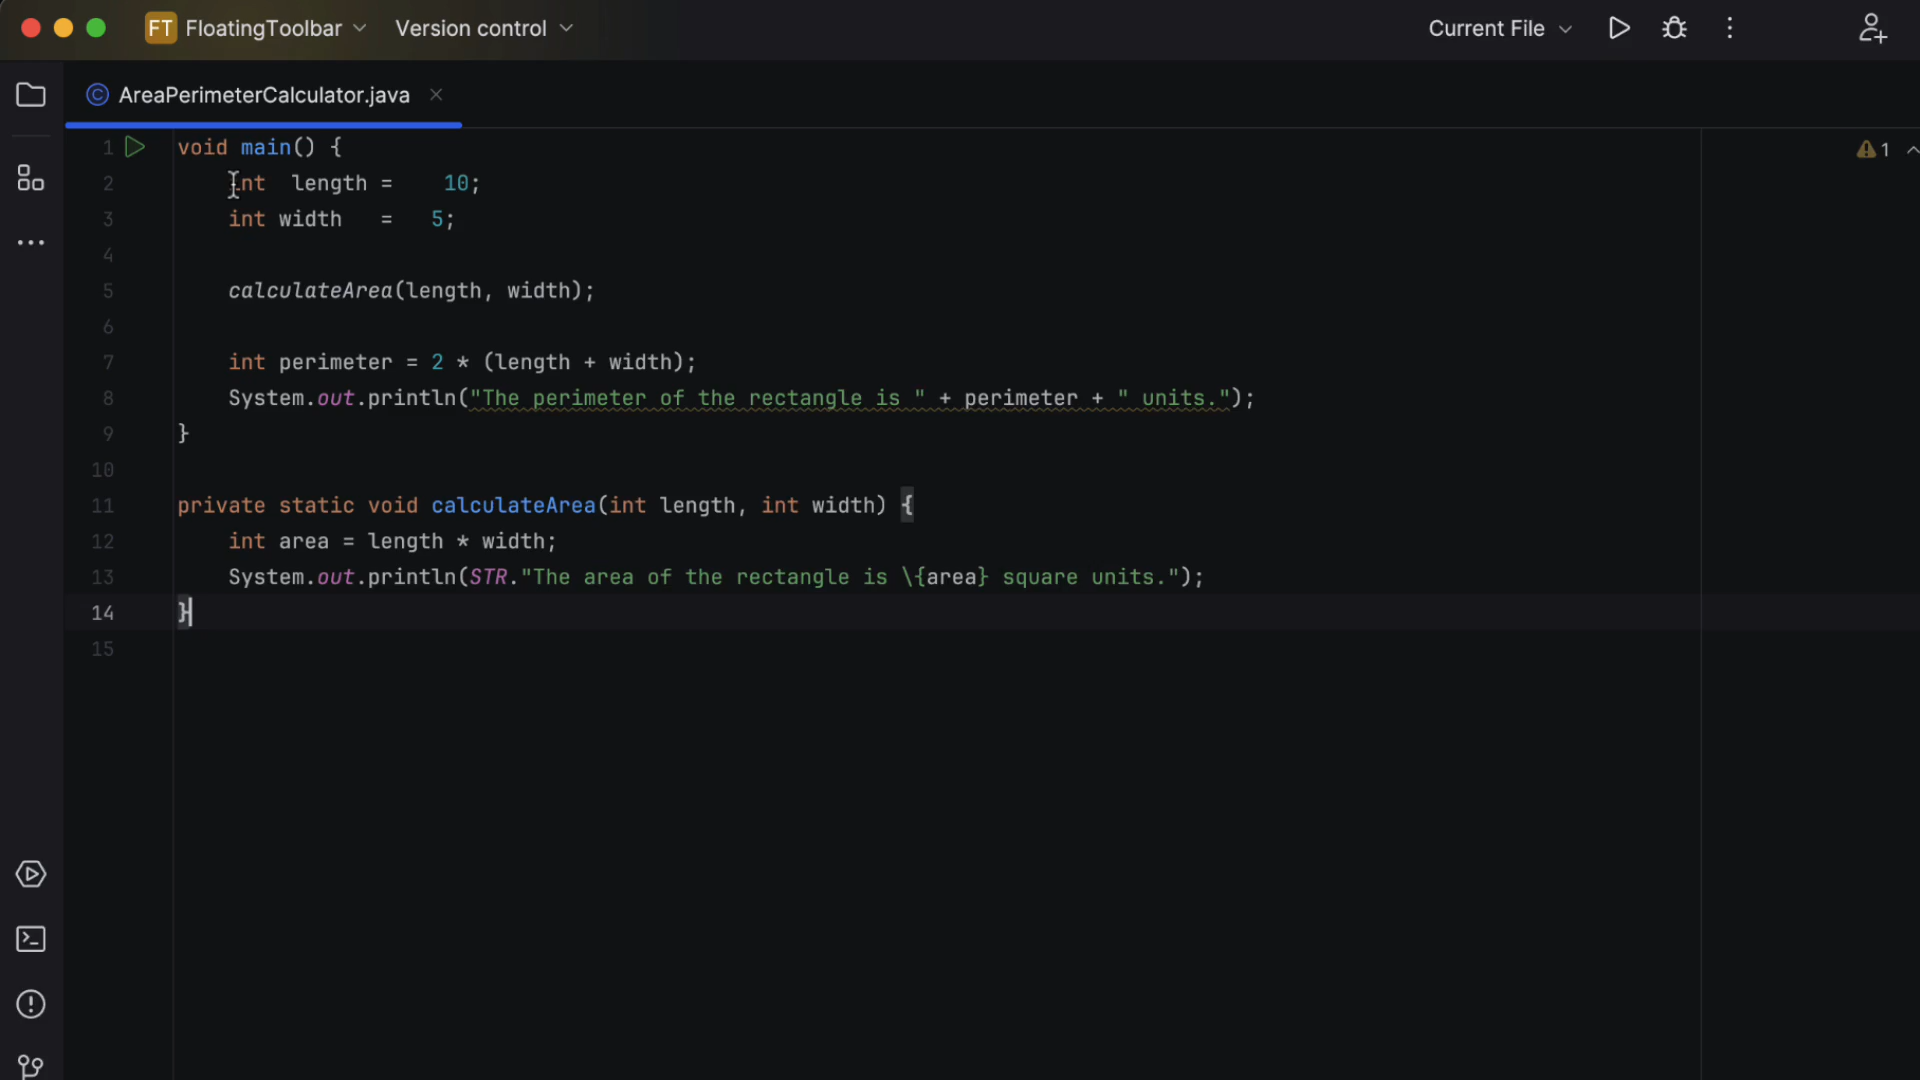 FT FloatingToolbar Version control Current File
AreaPerimeterCalculator.java
1 void main() {
1
2     int  length =    10;
3     int width   =   5;
4
5     calculateArea(length, width);
6
7     int perimeter = 2 * (length + width);
8     System.out.println("The perimeter of the rectangle is " + perimeter + " units.");
9 }
10
11 private static void calculateArea(int length, int width) {
12     int area = length * width;
13     System.out.println(STR."The area of the rectangle is \{area} square units.");
14 }
15